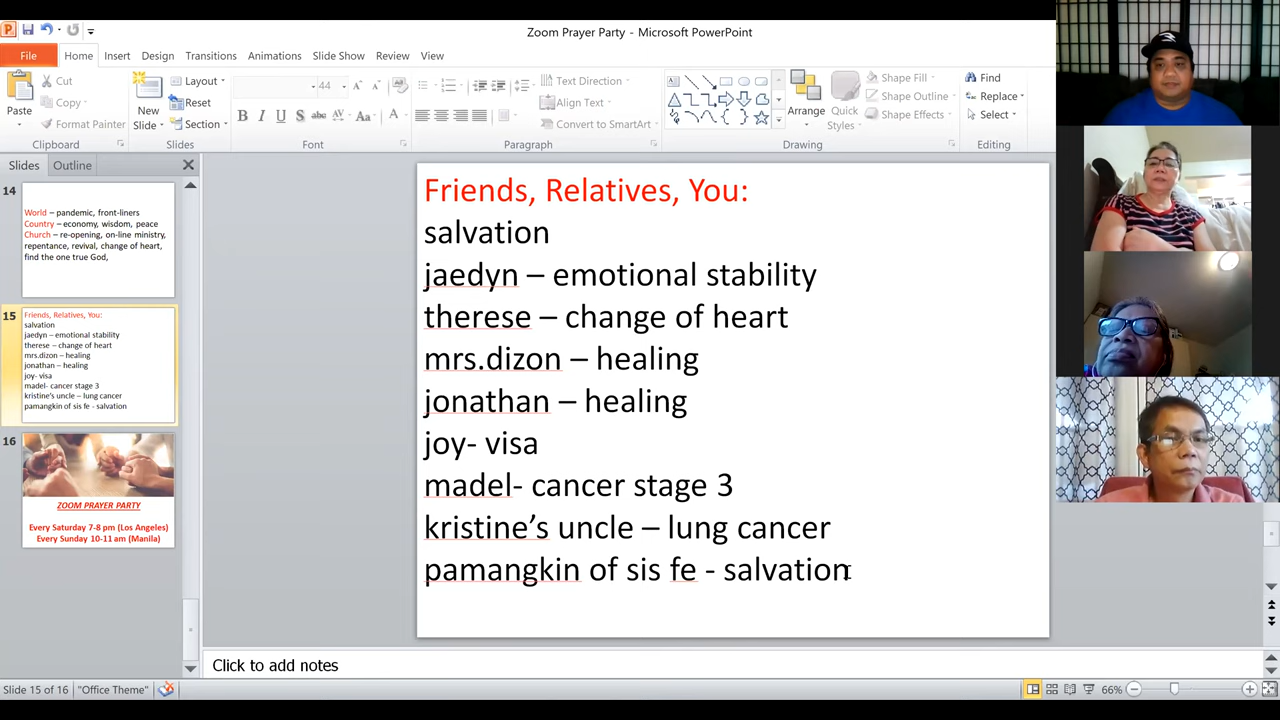 Zoom Prayer Party - Microsoft PowerPoint
File Home Insert Design Transitions Animations Slide Show Review View
Paste
Cut
Copy
Format Painter
Clipboard
New Slide
Layout
Reset
Section
Slides
44
B I U S abc AV Aa A
Font
Text Direction
Align Text
Convert to SmartArt
Paragraph
Arrange
Quick Styles
Shape Fill
Shape Outline
Shape Effects
Drawing
Find
Replace
Select
Editing
Slides Outline
14
World – pandemic, front-liners
Country – economy, wisdom, peace
Church – re-opening, on-line ministry,
repentance, revival, change of heart,
find the one true God,
15
Friends, Relatives, You:
salvation
jaedyn – emotional stability
therese – change of heart
mrs.dizon – healing
jonathan – healing
joy- visa
madel- cancer stage 3
kristine’s uncle – lung cancer
pamangkin of sis fe - salvation
16
ZOOM PRAYER PARTY
Every Saturday 7-8 pm (Los Angeles)
Every Sunday 10-11 am (Manila)
Friends, Relatives, You:
salvation
jaedyn – emotional stability
therese – change of heart
mrs.dizon – healing
jonathan – healing
joy- visa
madel- cancer stage 3
kristine’s uncle – lung cancer
pamangkin of sis fe - salvation
Click to add notes
Slide 15 of 16 "Office Theme" 66%